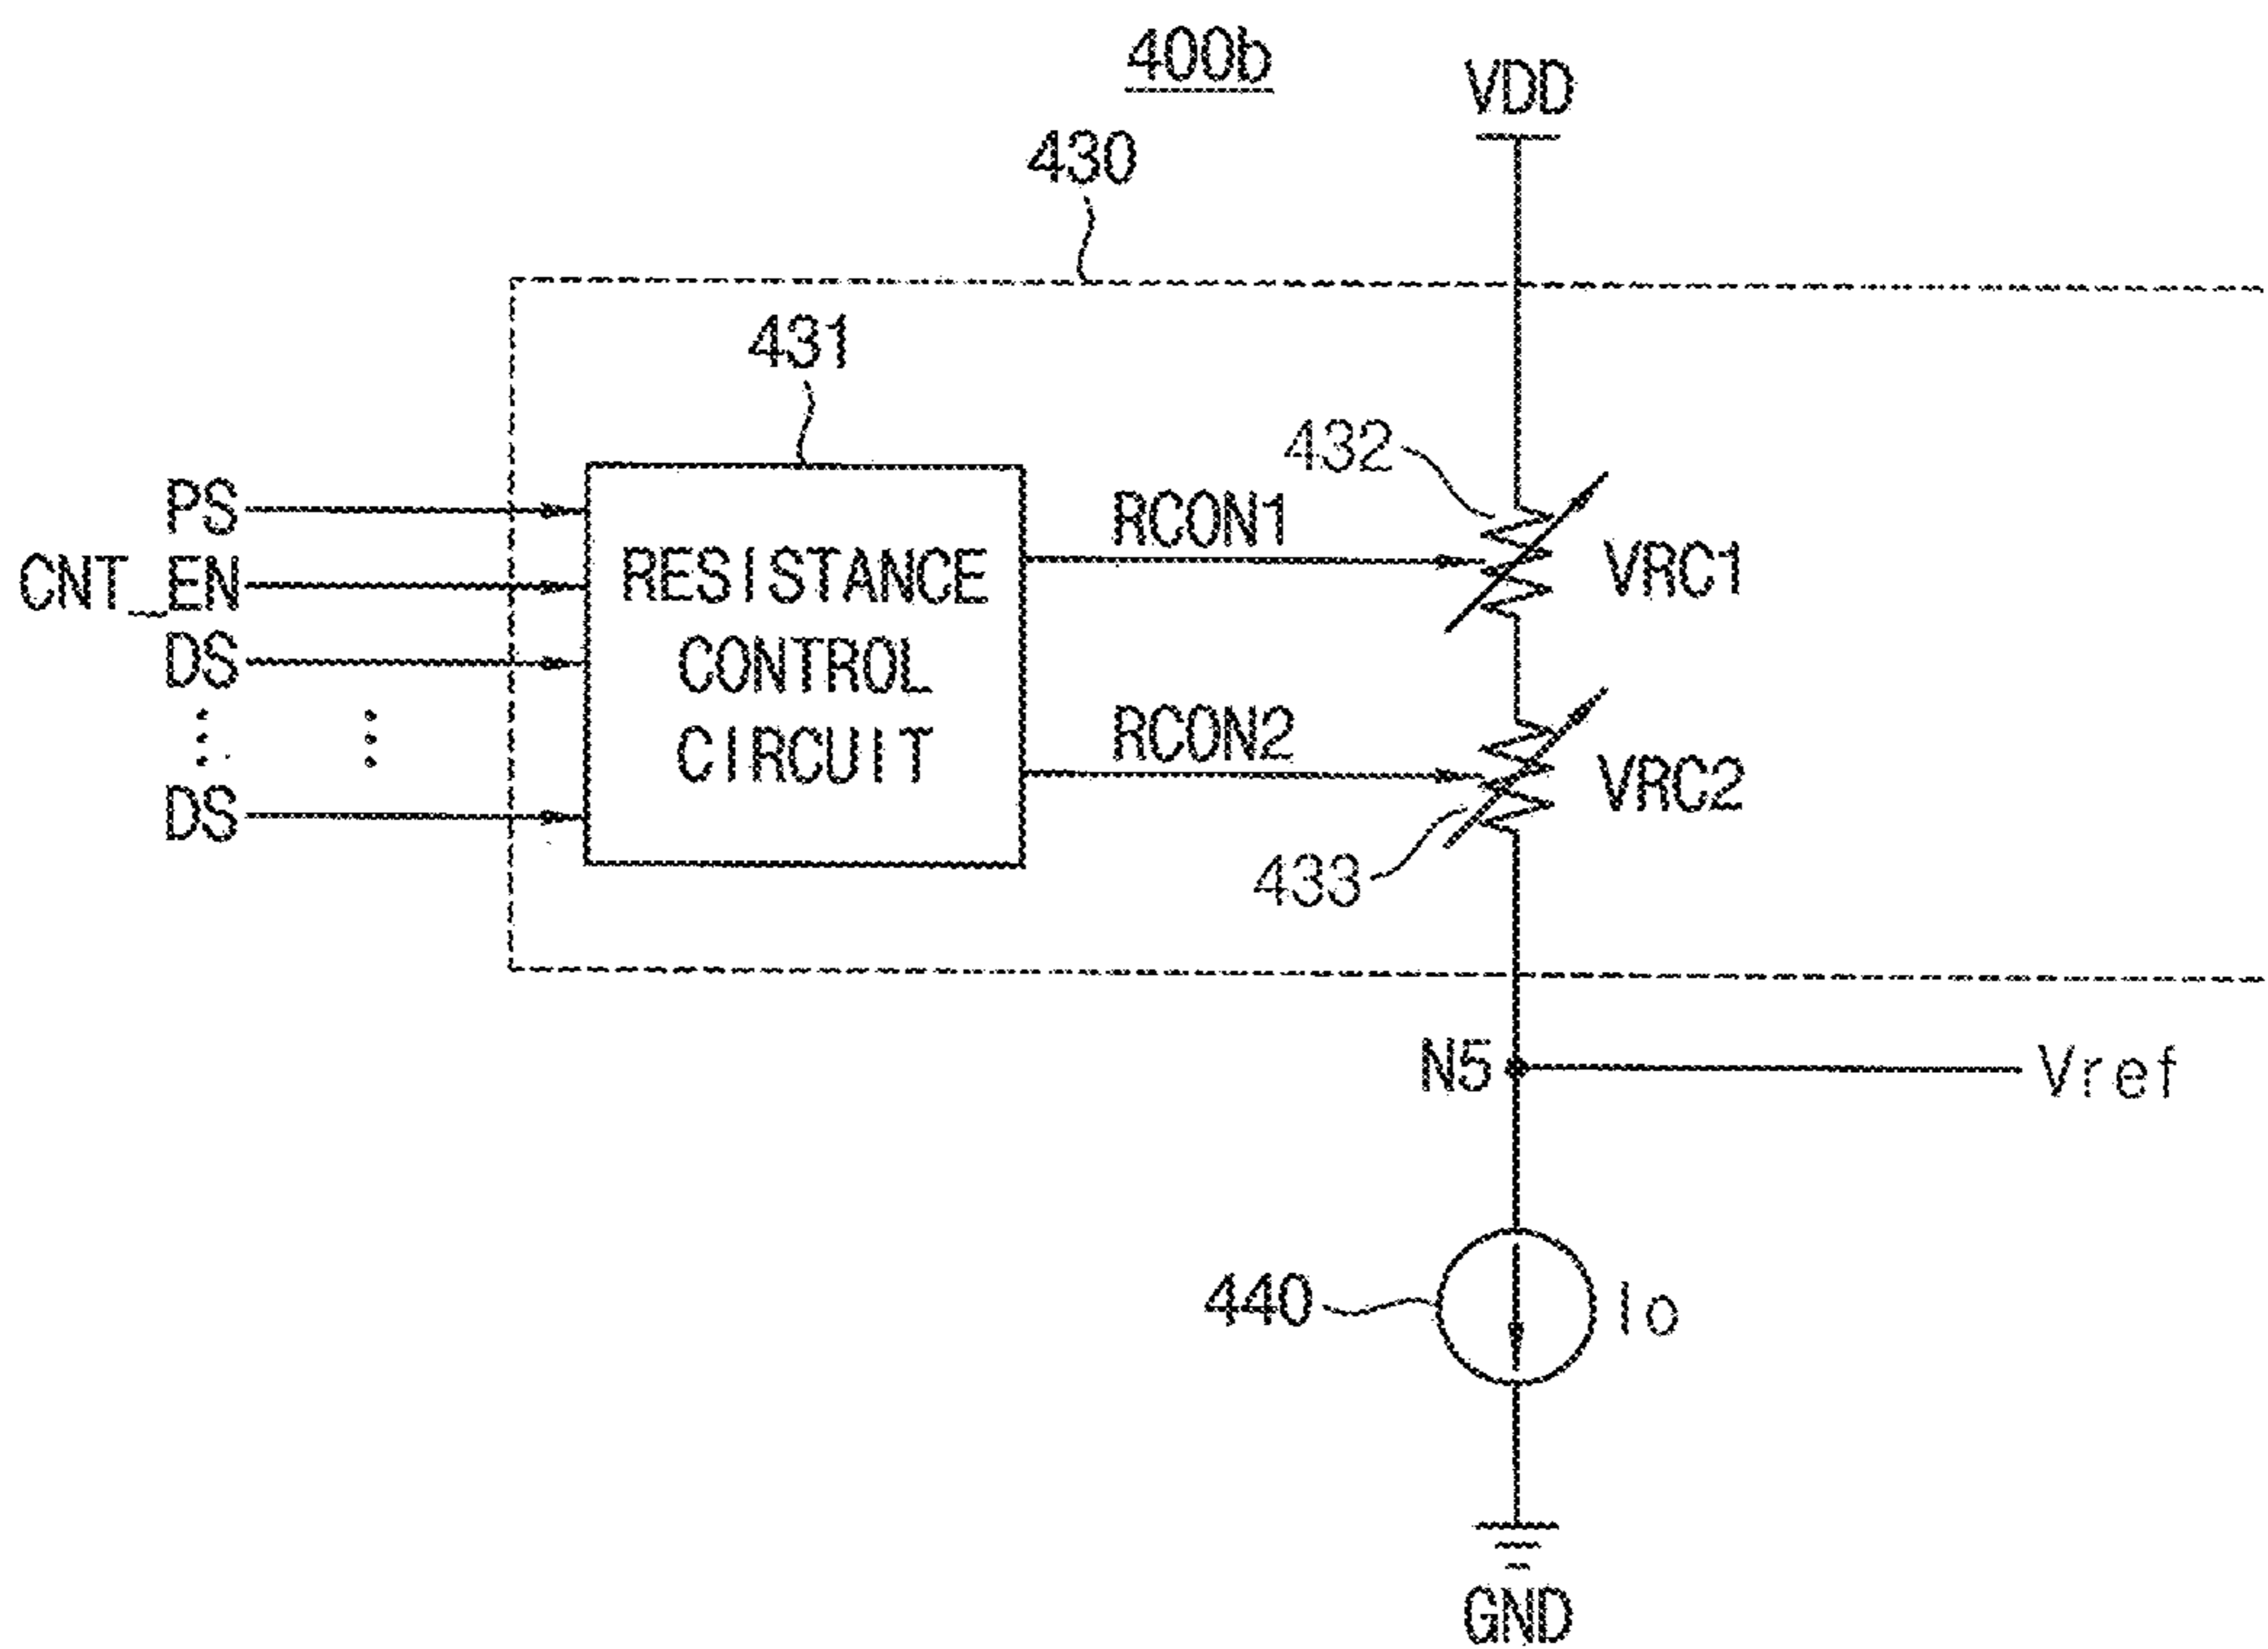 400b
VDD
430
431
432
PS
RCON1
CNT_EN
RESISTANCE
VRC1
DS
CONTROL
RCON2
CIRCUIT
VRC2
DS
433
N5
Vref
440
Io
GND